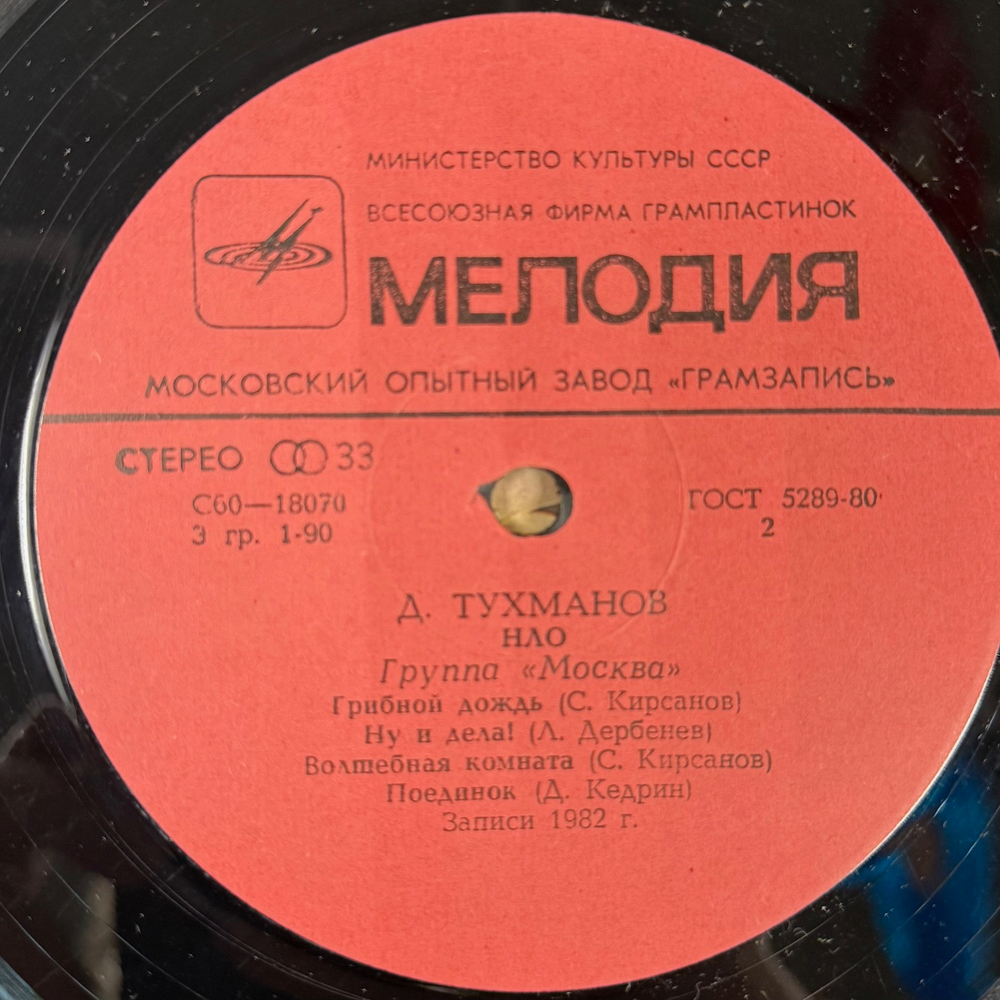 МИНИСТЕРСТВО КУЛЬТУРЫ СССР
ВСЕСОЮЗНАЯ ФИРМА ГРАМПЛАСТИНОК
МЕЛОДИЯ
МОСКОВСКИЙ ОПЫТНЫЙ ЗАВОД «ГРАМЗАПИСЬ»
СТЕРЕО 33
С60—18070
3 гр. 1-90
ГОСТ 5289-80
2
Д. ТУХМАНОВ
НЛО
Группа «Москва»
Грибной дождь (С. Кирсанов)
Ну и дела! (Л. Дербенев)
Волшебная комната (С. Кирсанов)
Поединок (Д. Кедрин)
Записи 1982 г.